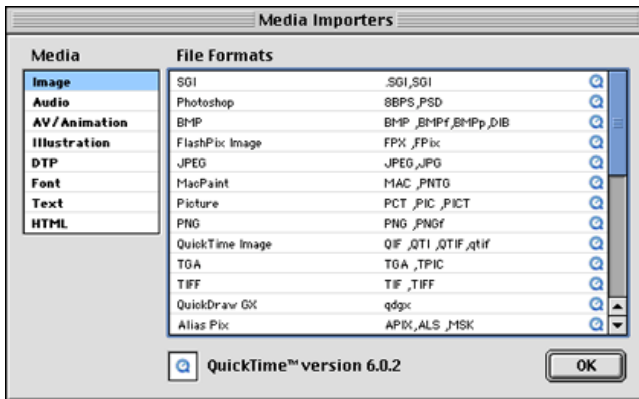 Media Importers
Media
File Formats
Image
Audio
AV/Animation
Illustration
DTP
Font
Text
HTML
SGI .SGI,SGI
Photoshop 8BPS,PSD
BMP BMP ,BMPf,BMPp,DIB
FlashPix Image FPX ,FPix
JPEG JPEG,JPG
MacPaint MAC ,PNTG
Picture PCT ,PIC ,PICT
PNG PNG ,PNGf
QuickTime Image QIF ,QTI ,QTIF,qtif
TGA TGA ,TPIC
TIFF TIF ,TIFF
QuickDraw GX qdgx
Alias Pix APIX,ALS ,MSK
QuickTime™ version 6.0.2
OK